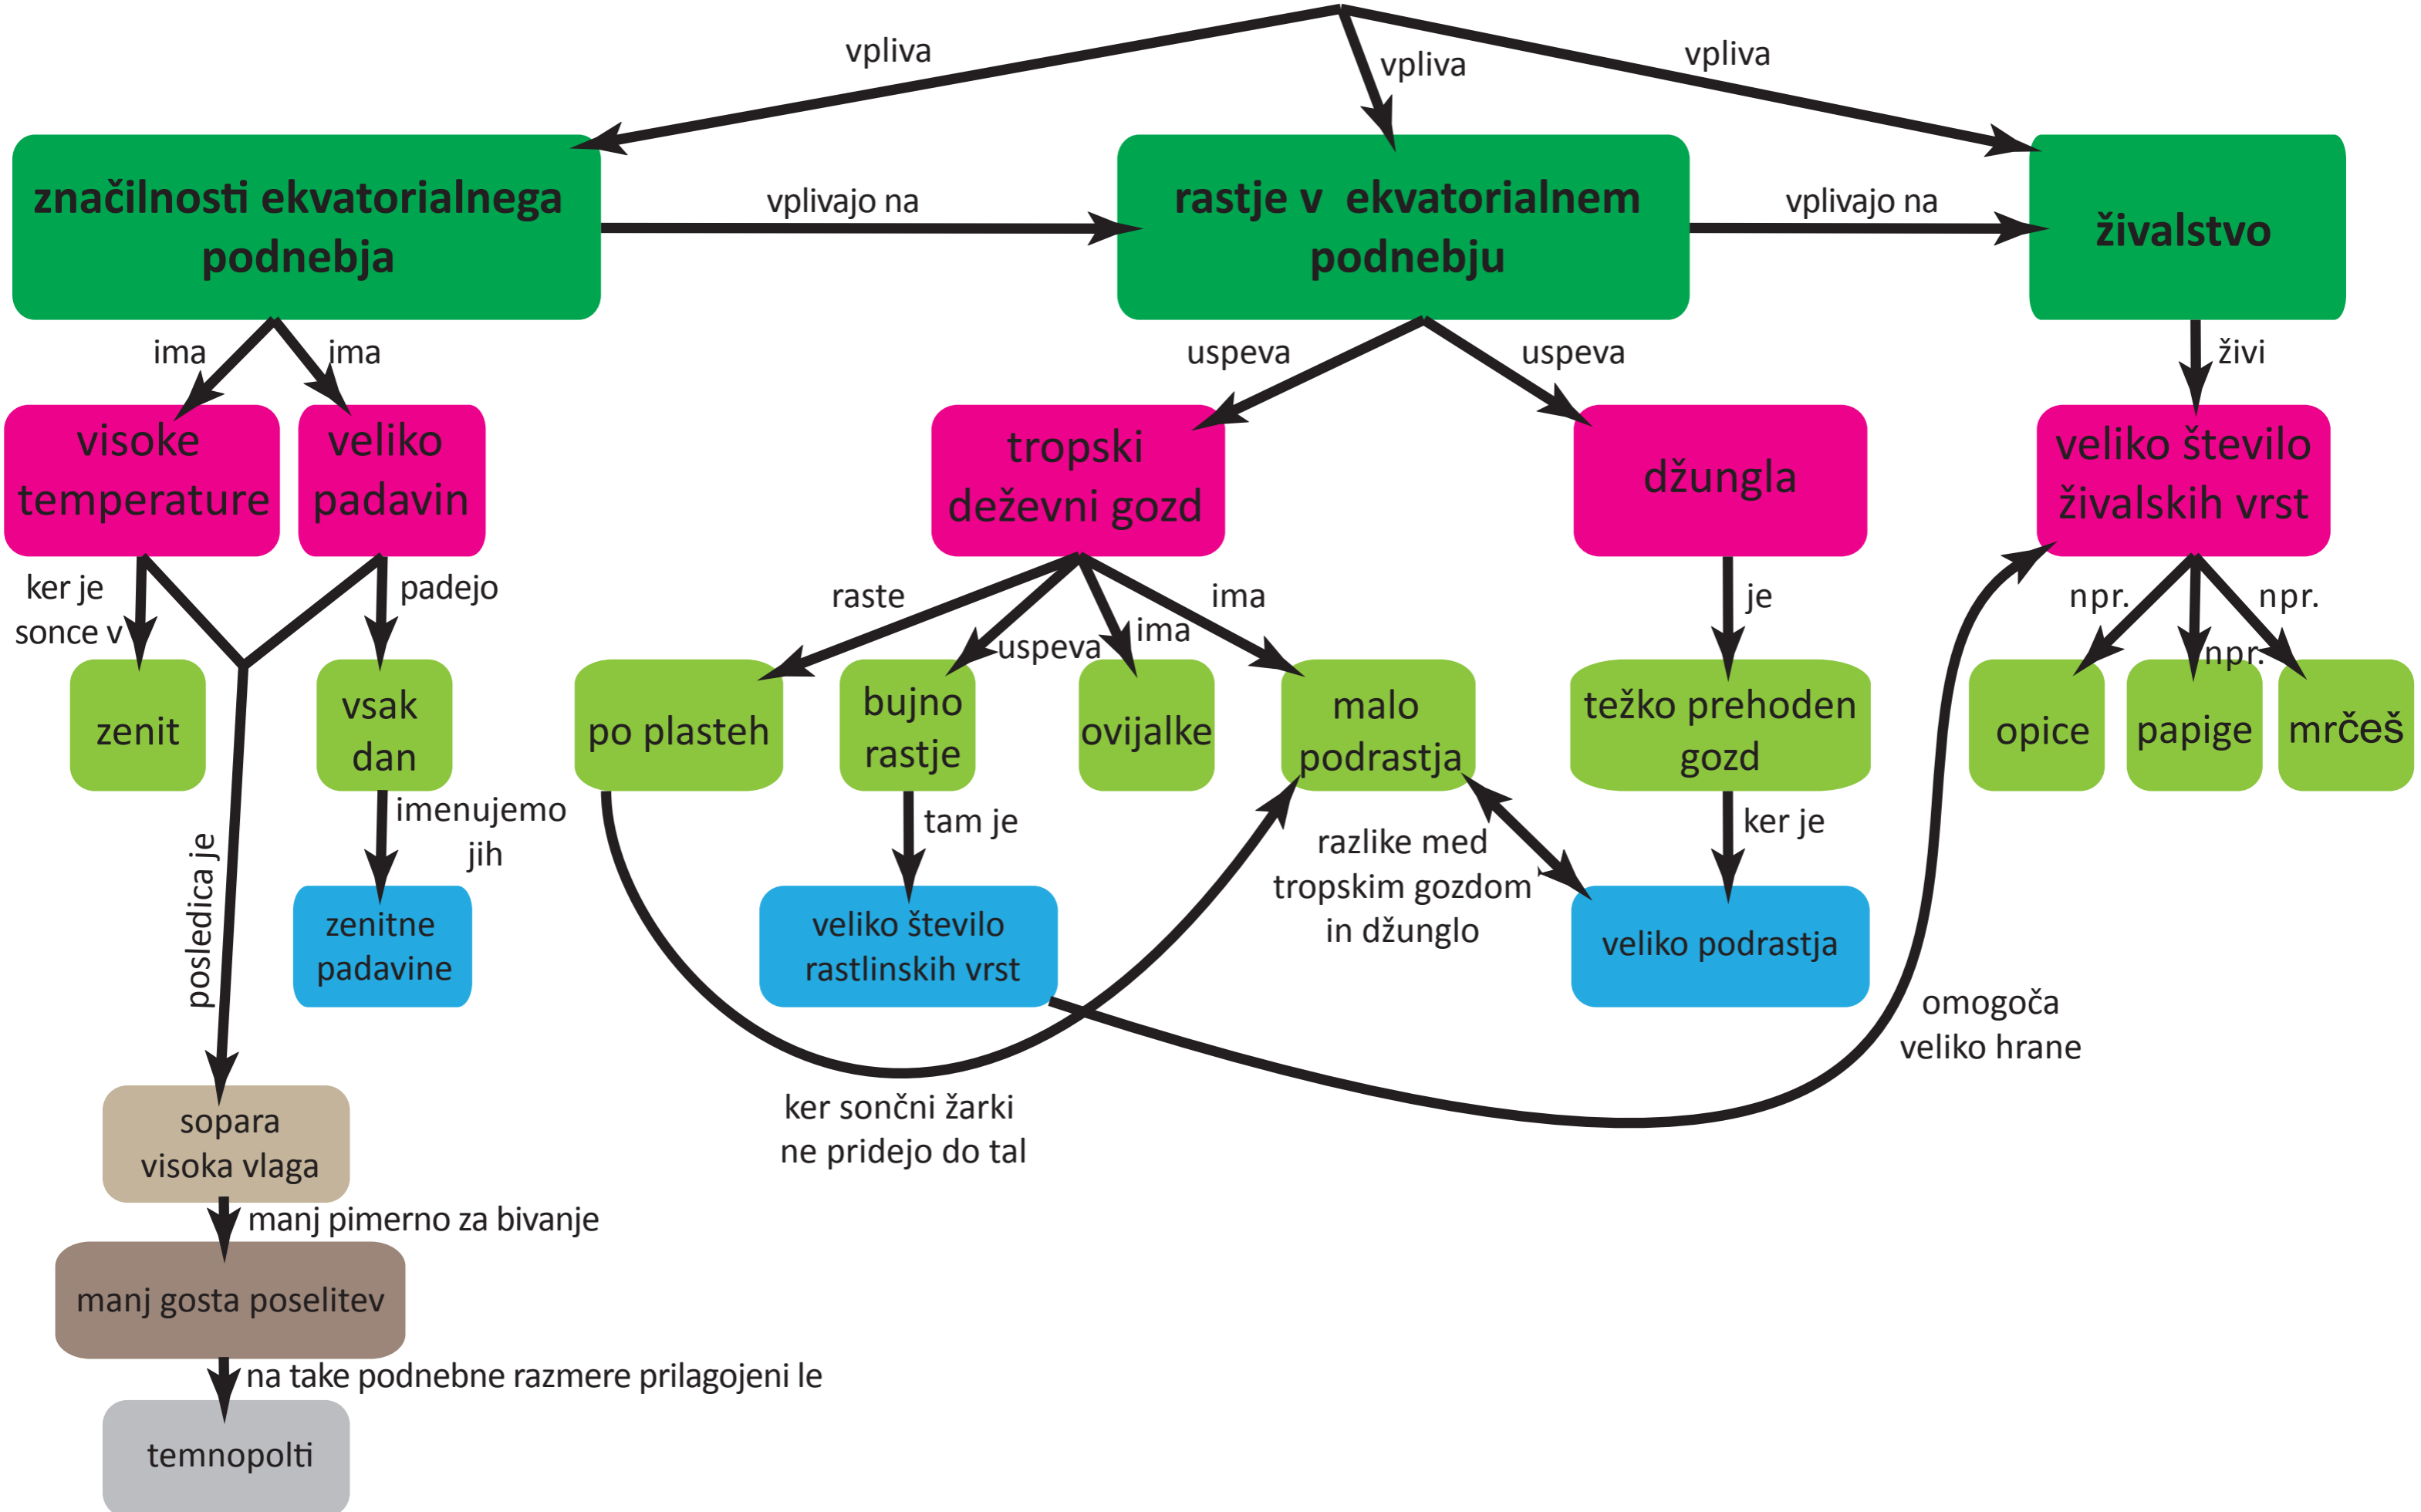 vpliva
vpliva
vpliva
značilnosti ekvatorialnega
podnebja
vplivajo na
rastje v ekvatorialnem
podnebju
vplivajo na
živalstvo
ima
ima
uspeva
uspeva
živi
visoke
temperature
veliko
padavin
tropski
deževni gozd
džungla
veliko število
živalskih vrst
ker je
sonce v
padejo
raste
uspeva
ima
ima
je
npr.
npr.
npr.
zenit
vsak
dan
po plasteh
bujno
rastje
ovijalke
malo
podrastja
težko prehoden
gozd
opice
papige
mrčeš
posledica je
imenujemo
jih
tam je
razlike med
tropskim gozdom
in džunglo
ker je
zenitne
padavine
veliko število
rastlinskih vrst
veliko podrastja
omogoča
veliko hrane
ker sončni žarki
ne pridejo do tal
sopara
visoka vlaga
manj pimerno za bivanje
manj gosta poselitev
na take podnebne razmere prilagojeni le
temnopolti